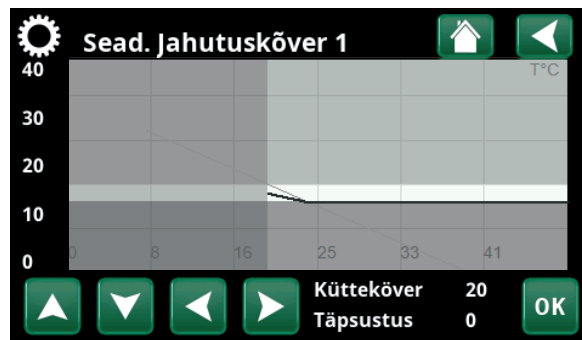 Sead. Jahutuskõver 1
40
T°C
30
20
10
0 8 16 25 33 41
0
Kütteköver 20
Täpsustus 0
OK